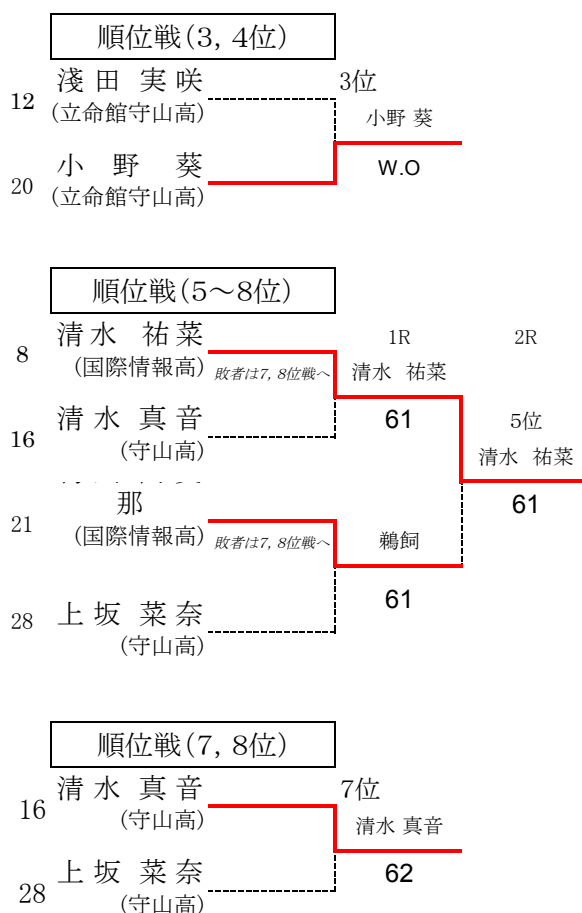 順位戦(3, 4位)
12 淺田 実咲 3位
(立命館守山高) 小野 葵
20 小野 葵 W.O
(立命館守山高)
順位戦(5～8位)
8 清水 祐菜 1R 2R
(国際情報高) 敗者は7, 8位戦へ 清水 祐菜
16 清水 真音 61 5位
(守山高) 清水 祐菜
21 那 61
(国際情報高) 敗者は7, 8位戦へ 鵜飼
28 上坂 菜奈 61
(守山高)
順位戦(7, 8位)
16 清水 真音 7位
(守山高) 清水 真音
28 上坂 菜奈 62
(守山高)